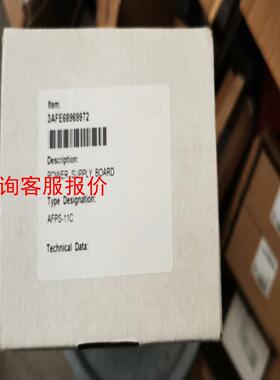 Item:
3AFE68969972
Description:
POWER SUPPLY BOARD
询客服报价
Type Designation:
AFPS-11C
Technical Data: